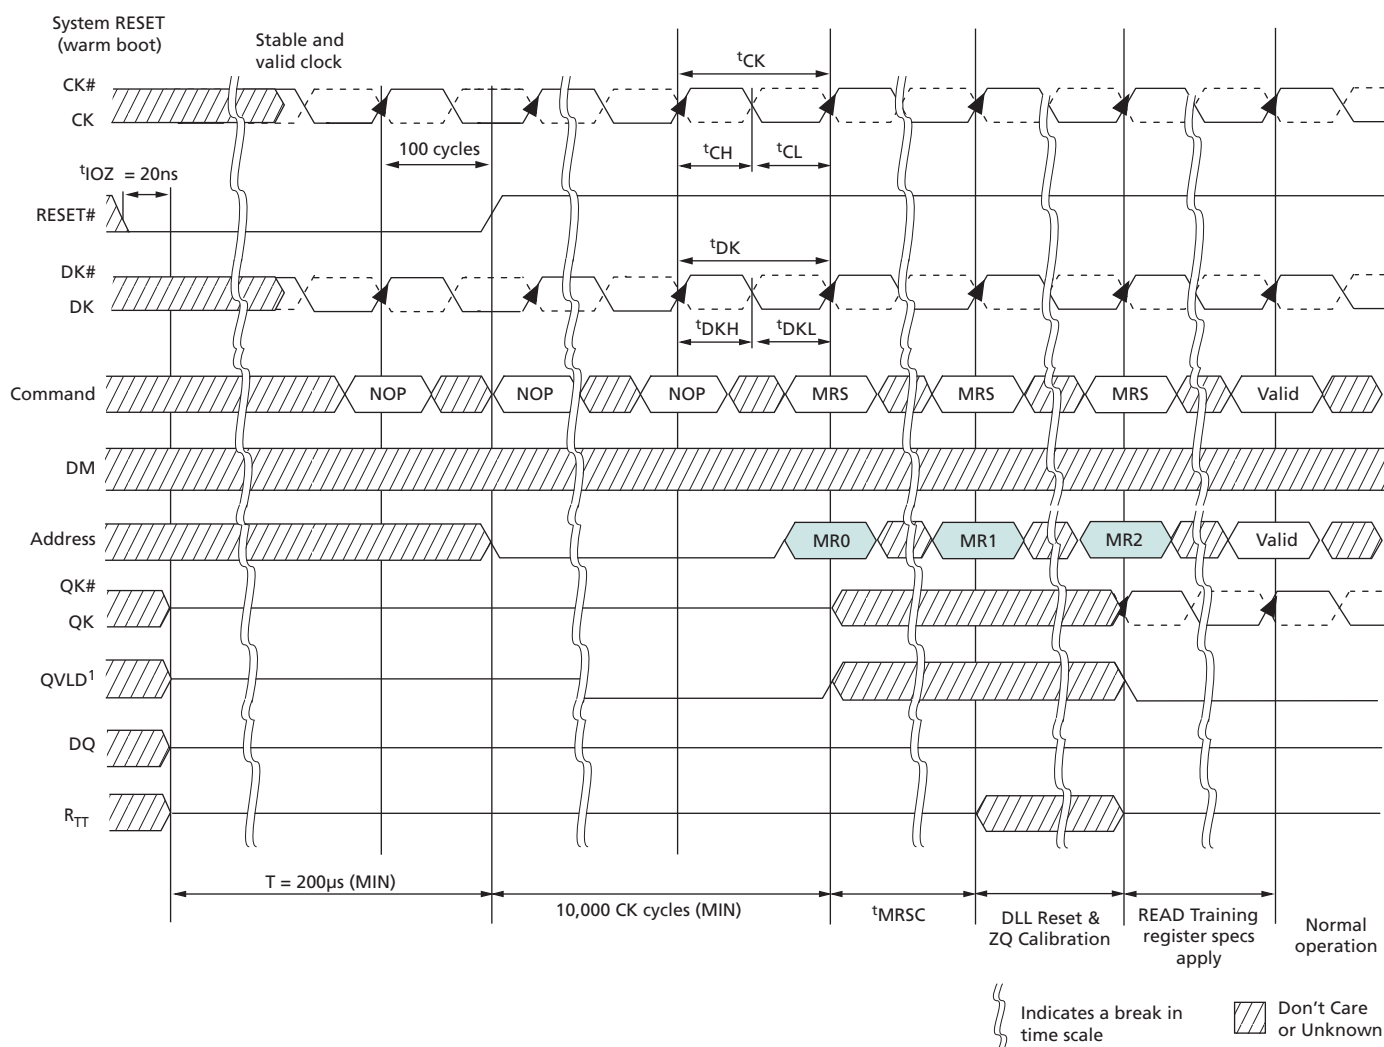 System RESET
(warm boot)
Stable and
valid clock
CK#
CK
tCK
100 cycles
tCH
tCL
tIOZ = 20ns
RESET#
DK#
DK
tDK
tDKH
tDKL
Command
NOP
NOP
NOP
MRS
MRS
MRS
Valid
DM
Address
MR0
MR1
MR2
Valid
QK#
QK
QVLD1
DQ
RTT
T = 200µs (MIN)
10,000 CK cycles (MIN)
tMRSC
DLL Reset &
ZQ Calibration
READ Training
register specs
apply
Normal
operation
Indicates a break in
time scale
Don't Care
or Unknown